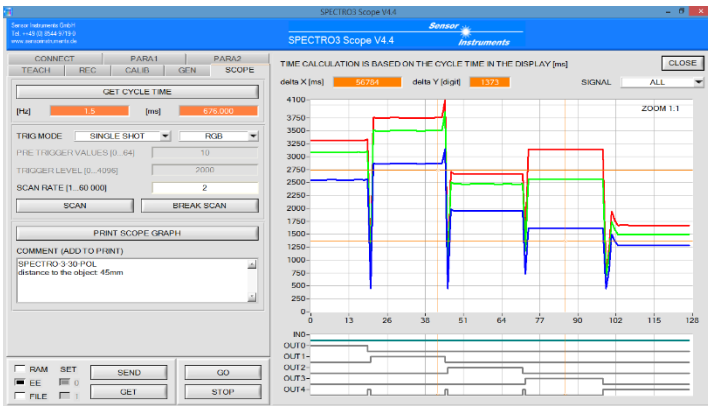 SPECTRO3 Scope V4.4
Sensor Instruments GmbH
Tel. ++49 (0) 8544 9719-0
www.sensorinstruments.de
SPECTRO3 Scope V4.4
Sensor
Instruments
CONNECT PARA1 PARA2
TEACH REC CALIB GEN SCOPE
GET CYCLE TIME
[Hz] 1.5 [ms] 676.000
TRIG MODE SINGLE SHOT RGB
PRE TRIGGER VALUES [0..64] 10
TRIGGER LEVEL [0...4096] 2000
SCAN RATE [1...60 000] 2
SCAN BREAK SCAN
PRINT SCOPE GRAPH
COMMENT (ADD TO PRINT)
SPECTRO-3-30-POL
distance to the object: 45mm
RAM SET SEND GO
EE 0
FILE 1 GET STOP
TIME CALCULATION IS BASED ON THE CYCLE TIME IN THE DISPLAY [ms] CLOSE
delta X [ms] 56784 delta Y [digit] 1373 SIGNAL ALL
ZOOM 1:1
4100
3750
3500
3250
3000
2750
2500
2250
2000
1750
1500
1250
1000
750
500
250
0
0 13 26 38 51 64 77 90 102 115 128
IN0
OUT0
OUT1
OUT2
OUT3
OUT4